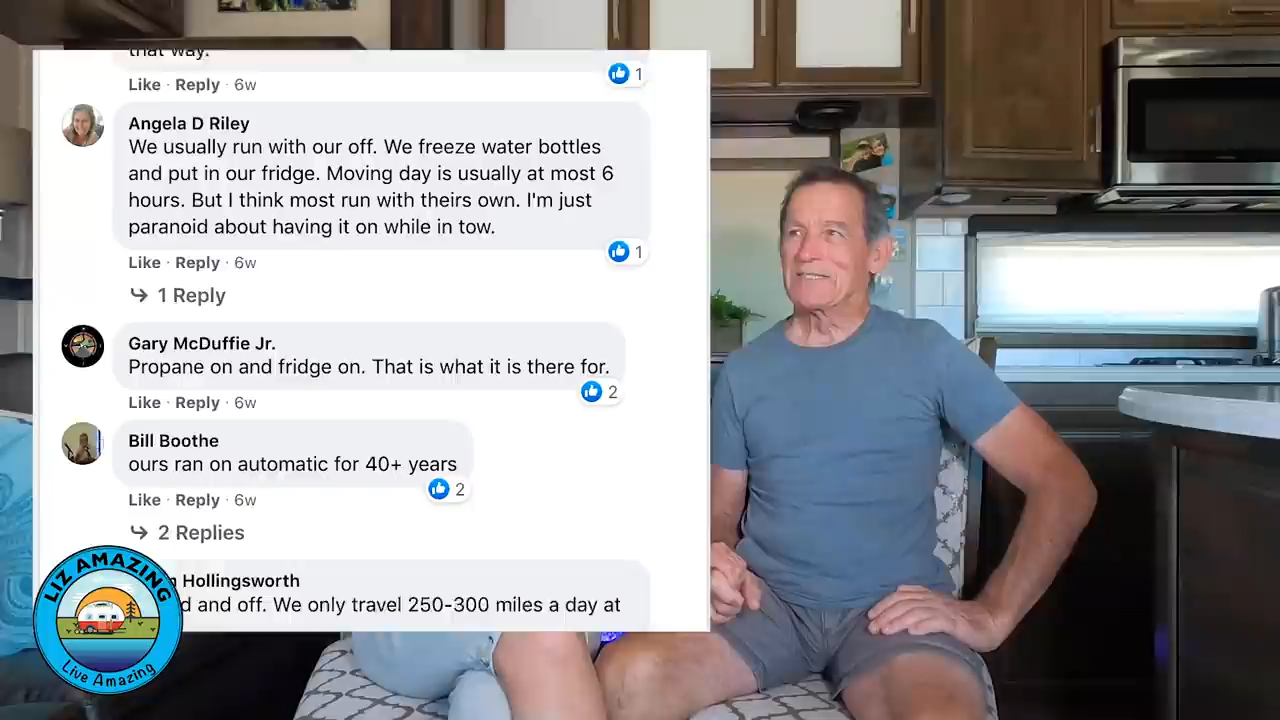 that way.
Like · Reply · 6w
1
Angela D Riley
We usually run with our off. We freeze water bottles
and put in our fridge. Moving day is usually at most 6
hours. But I think most run with theirs own. I'm just
paranoid about having it on while in tow.
1
Like · Reply · 6w
1 Reply
Gary McDuffie Jr.
Propane on and fridge on. That is what it is there for.
2
Like · Reply · 6w
Bill Boothe
ours ran on automatic for 40+ years
2
Like · Reply · 6w
2 Replies
Hollingsworth
and off. We only travel 250-300 miles a day at
LIZ AMAZING
Live Amazing